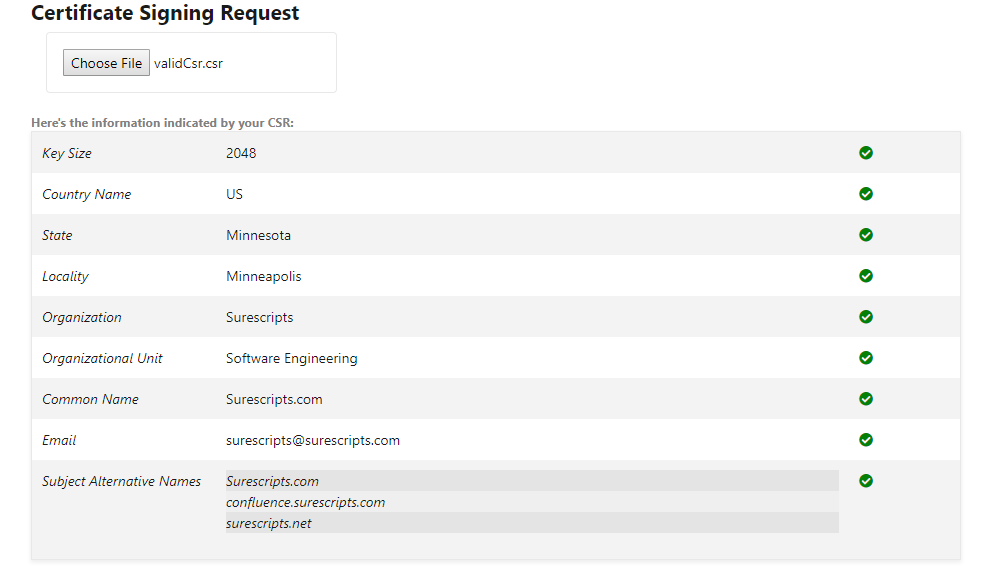 Certificate Signing Request
Choose File validCsr.csr
Here's the information indicated by your CSR:
Key Size 2048
Country Name US
State Minnesota
Locality Minneapolis
Organization Surescripts
Organizational Unit Software Engineering
Common Name Surescripts.com
Email surescripts@surescripts.com
Subject Alternative Names Surescripts.com
confluence.surescripts.com
surescripts.net